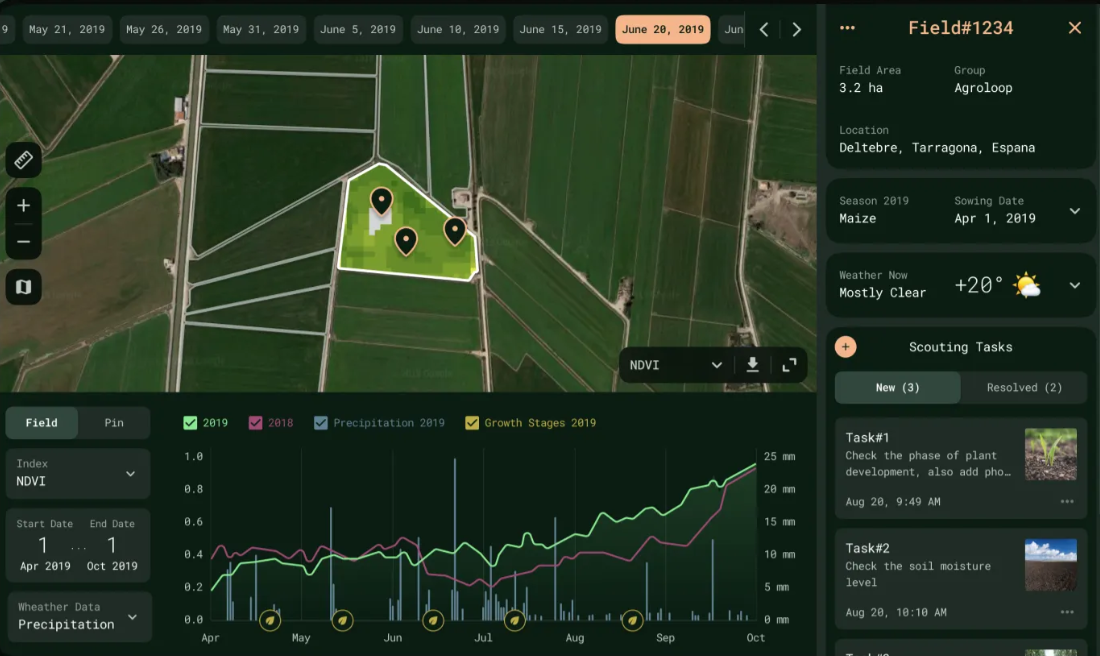 9
May 21, 2019
May 26, 2019
May 31, 2019
June 5, 2019
June 10, 2019
June 15, 2019
June 20, 2019
Jun
NDVI
Field#1234
Field Area
3.2 ha
Group
Agroloop
Location
Deltebre, Tarragona, Espana
Season 2019
Maize
Sowing Date
Apr 1, 2019
Weather Now
Mostly Clear
+20°
Scouting Tasks
New (3)
Resolved (2)
Task#1
Check the phase of plant
development, also add pho…
Aug 20, 9:49 AM
Task#2
Check the soil moisture
level
Aug 20, 10:10 AM
Field
Pin
Index
NDVI
Start Date
End Date
1
...
1
Apr 2019
Oct 2019
Wheather Data
Precipitation
2019
2018
Precipitation 2019
Growth Stages 2019
1.0
0.8
0.6
0.4
0.2
0.0
25 mm
20 mm
15 mm
10 mm
5 mm
0 mm
Apr
May
Jun
Jul
Aug
Sep
Oct